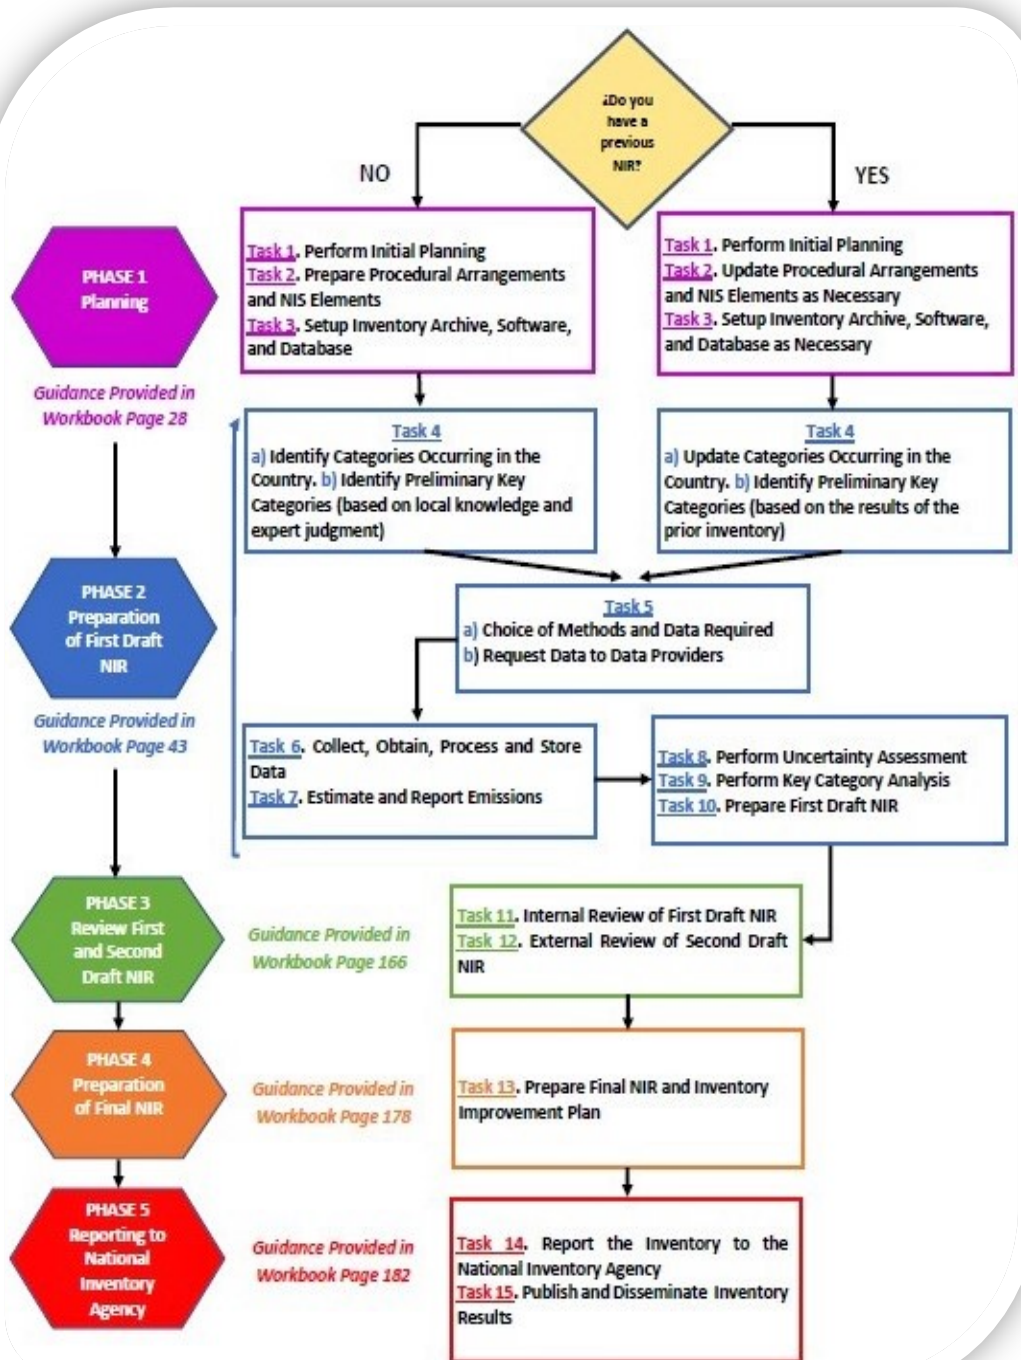 ¿Do you
have a
previous
NIR?
NO
YES
PHASE 1
Planning
Guidance Provided in
Workbook Page 28
Task 1. Perform Initial Planning
Task 2. Prepare Procedural Arrangements
and NIS Elements
Task 3. Setup Inventory Archive, Software,
and Database
Task 1. Perform Initial Planning
Task 2. Update Procedural Arrangements
and NIS Elements as Necessary
Task 3. Setup Inventory Archive, Software,
and Database as Necessary
Task 4
a) Identify Categories Occurring in the
Country. b) Identify Preliminary Key
Categories (based on local knowledge and
expert judgment)
Task 4
a) Update Categories Occurring in the
Country. b) Identify Preliminary Key
Categories (based on the results of the
prior inventory)
PHASE 2
Preparation
of First Draft
NIR
Guidance Provided in
Workbook Page 43
Task 5
a) Choice of Methods and Data Required
b) Request Data to Data Providers
Task 6. Collect, Obtain, Process and Store
Data
Task 7. Estimate and Report Emissions
Task 8. Perform Uncertainty Assessment
Task 9. Perform Key Category Analysis
Task 10. Prepare First Draft NIR
PHASE 3
Review First
and Second
Draft NIR
Guidance Provided in
Workbook Page 166
Task 11. Internal Review of First Draft NIR
Task 12. External Review of Second Draft
NIR
PHASE 4
Preparation
of Final NIR
Guidance Provided in
Workbook Page 178
Task 13. Prepare Final NIR and Inventory
Improvement Plan
PHASE 5
Reporting to
National
Inventory
Agency
Guidance Provided in
Workbook Page 182
Task 14. Report the Inventory to the
National Inventory Agency
Task 15. Publish and Disseminate Inventory
Results